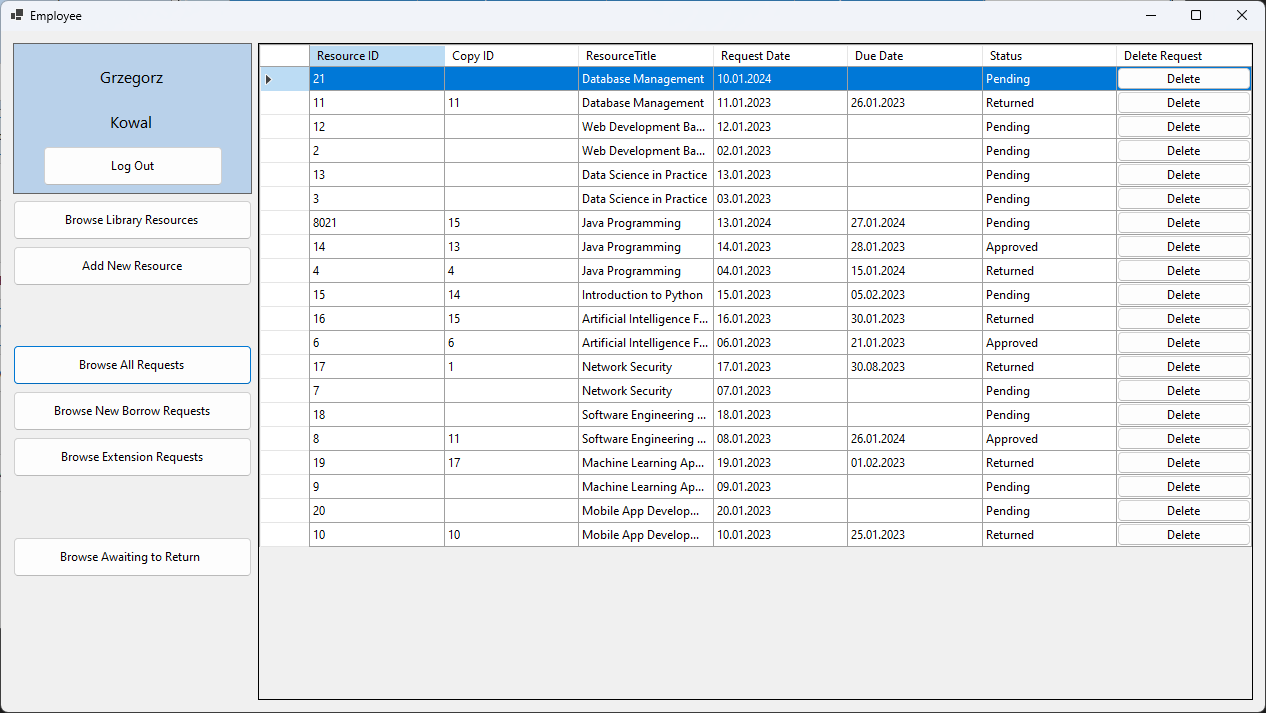 Employee
Grzegorz
Kowal
Log Out
Browse Library Resources
Add New Resource
Browse All Requests
Browse New Borrow Requests
Browse Extension Requests
Browse Awaiting to Return
Resource ID Copy ID ResourceTitle Request Date Due Date Status Delete Request
21 Database Management 10.01.2024 Pending Delete
11 11 Database Management 11.01.2023 26.01.2023 Returned Delete
12 Web Development Ba... 12.01.2023 Pending Delete
2 Web Development Ba... 02.01.2023 Pending Delete
13 Data Science in Practice 13.01.2023 Pending Delete
3 Data Science in Practice 03.01.2023 Pending Delete
8021 15 Java Programming 13.01.2024 27.01.2024 Pending Delete
14 13 Java Programming 14.01.2023 28.01.2023 Approved Delete
4 4 Java Programming 04.01.2023 15.01.2024 Returned Delete
15 14 Introduction to Python 15.01.2023 05.02.2023 Pending Delete
16 15 Artificial Intelligence F... 16.01.2023 30.01.2023 Returned Delete
6 6 Artificial Intelligence F... 06.01.2023 21.01.2023 Approved Delete
17 1 Network Security 17.01.2023 30.08.2023 Returned Delete
7 Network Security 07.01.2023 Pending Delete
18 Software Engineering ... 18.01.2023 Pending Delete
8 11 Software Engineering ... 08.01.2023 26.01.2024 Approved Delete
19 17 Machine Learning Ap... 19.01.2023 01.02.2023 Returned Delete
9 Machine Learning Ap... 09.01.2023 Pending Delete
20 Mobile App Develop... 20.01.2023 Pending Delete
10 10 Mobile App Develop... 10.01.2023 25.01.2023 Returned Delete